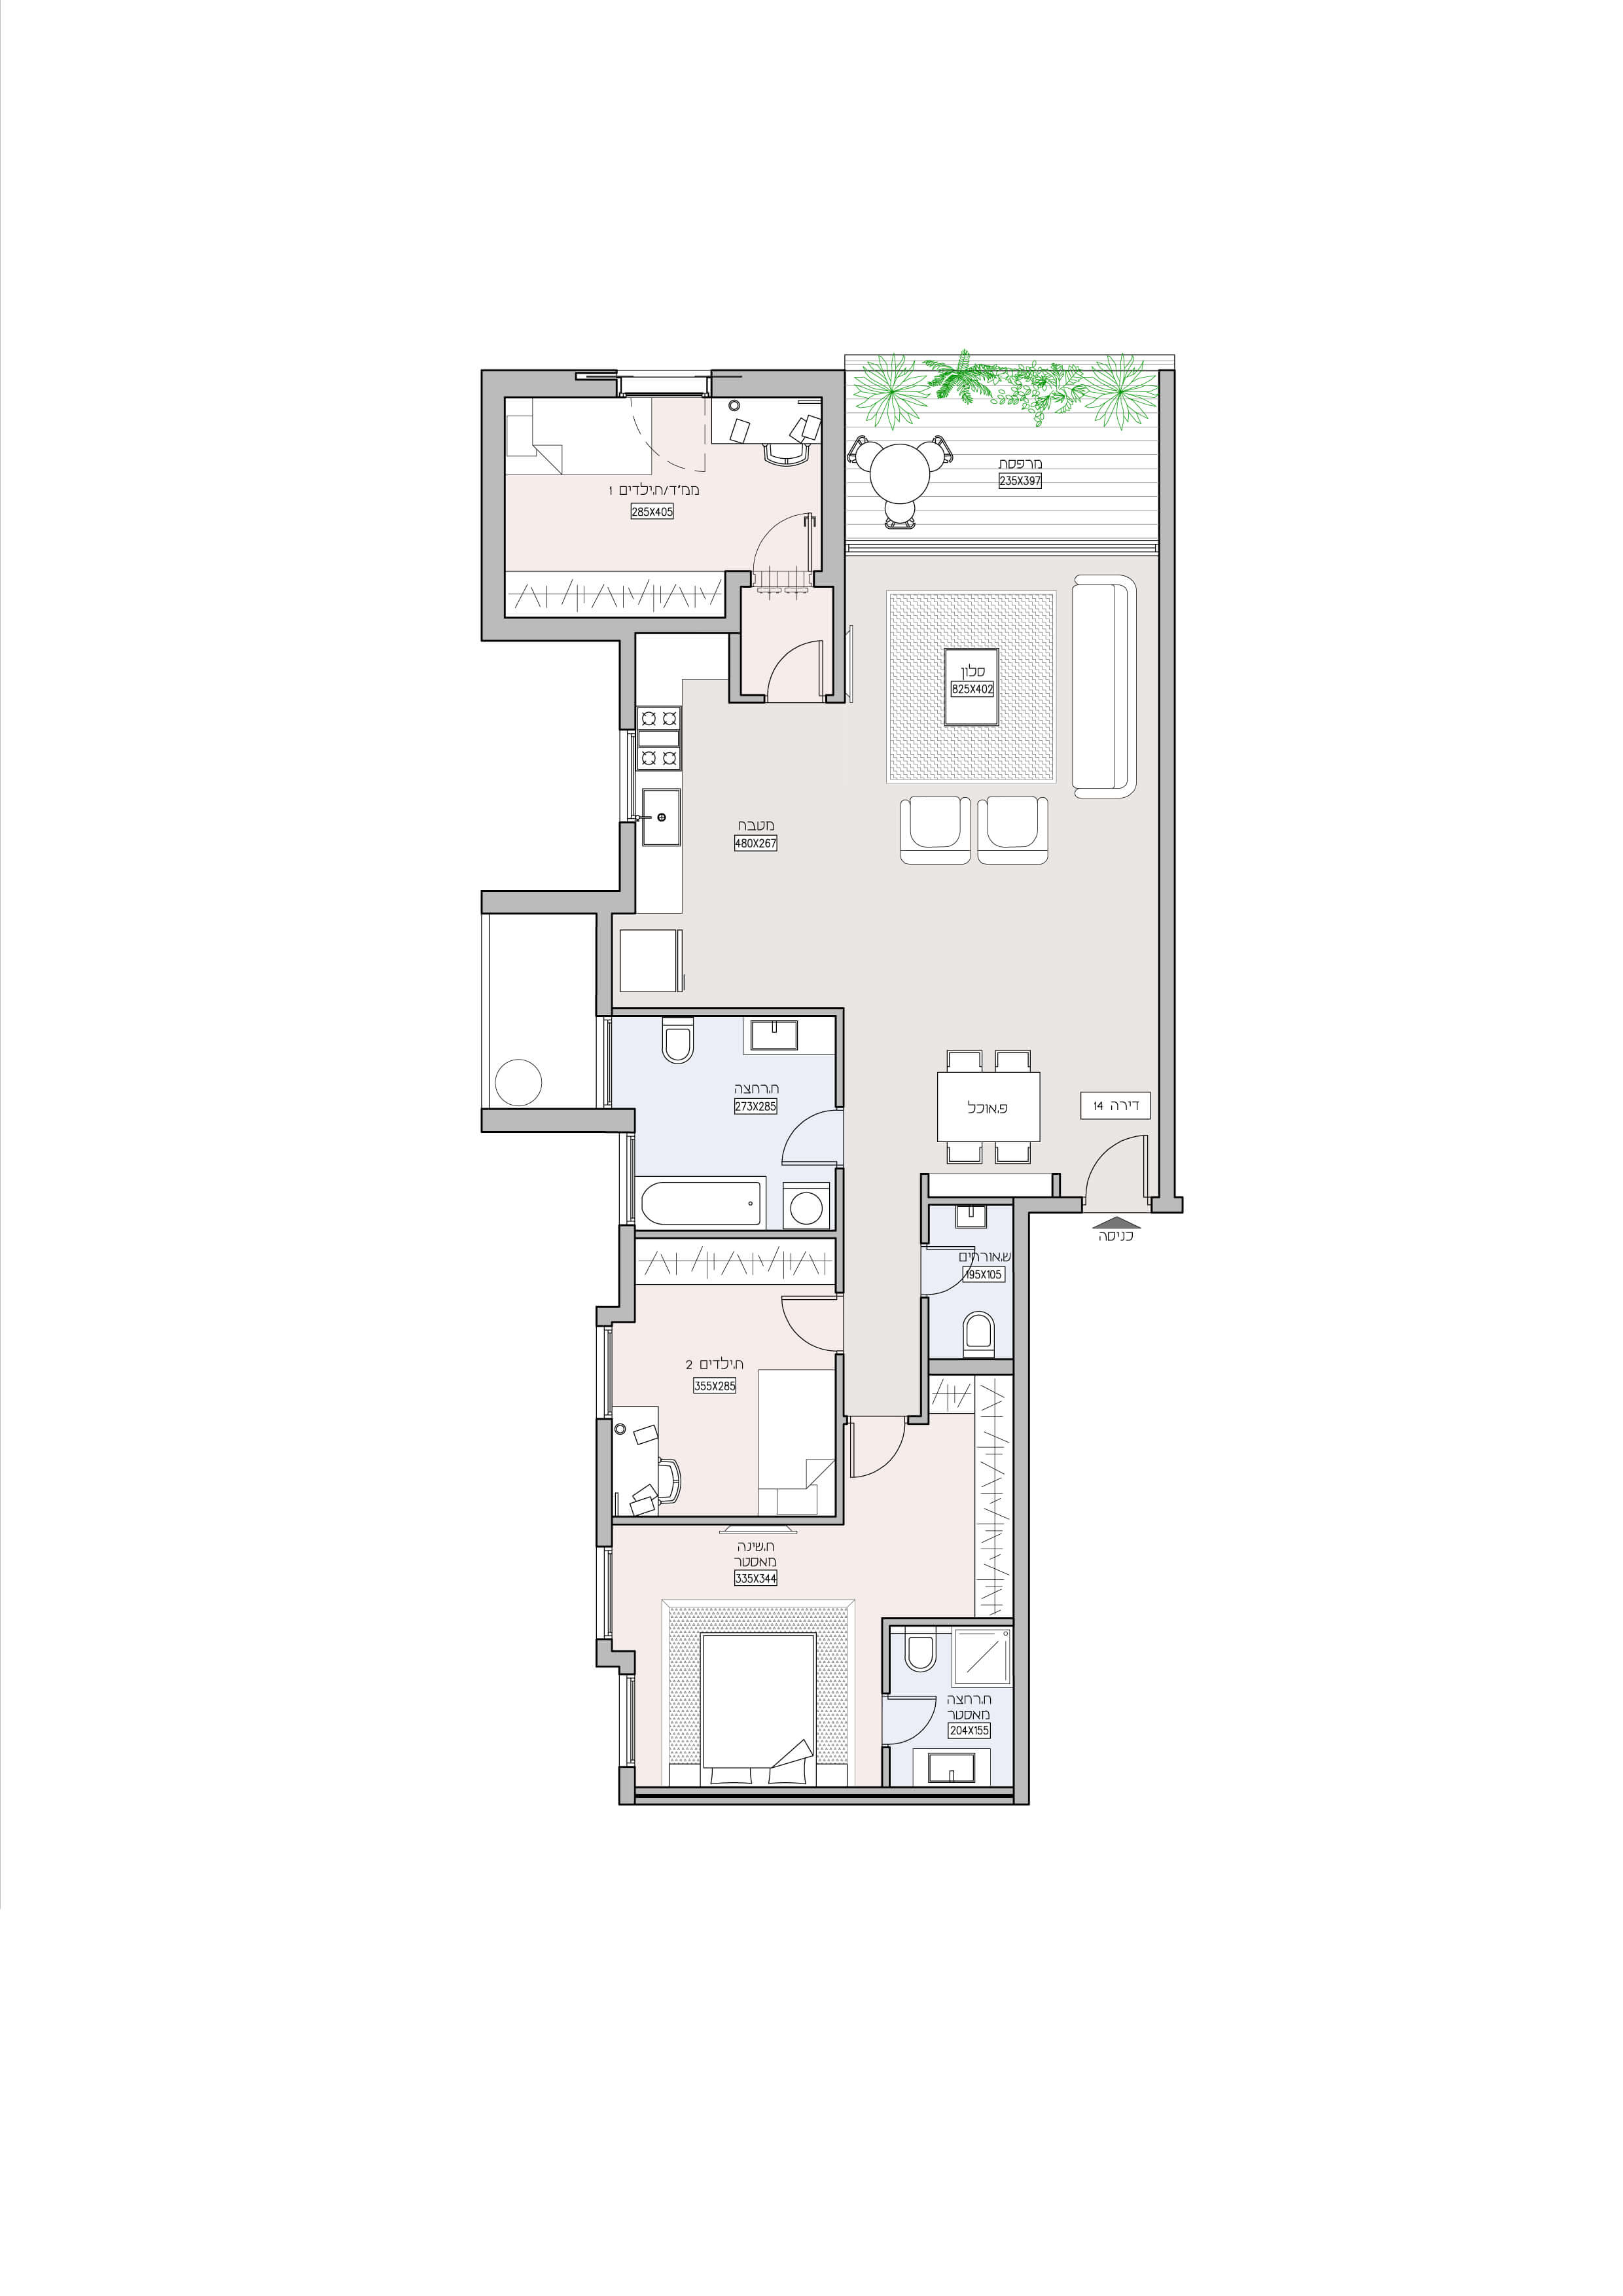 מרפסת
235X397
ממ"ד/ח.ילדים 1
285X405
סלון
825X402
מטבח
480X267
ח.רחצה
273X285
פ.אוכל
דירה 14
כניסה
ש.אורחים
195X105
ח.ילדים 2
355X285
ח.שינה
מאסטר
335X344
ח.רחצה
מאסטר
204X155